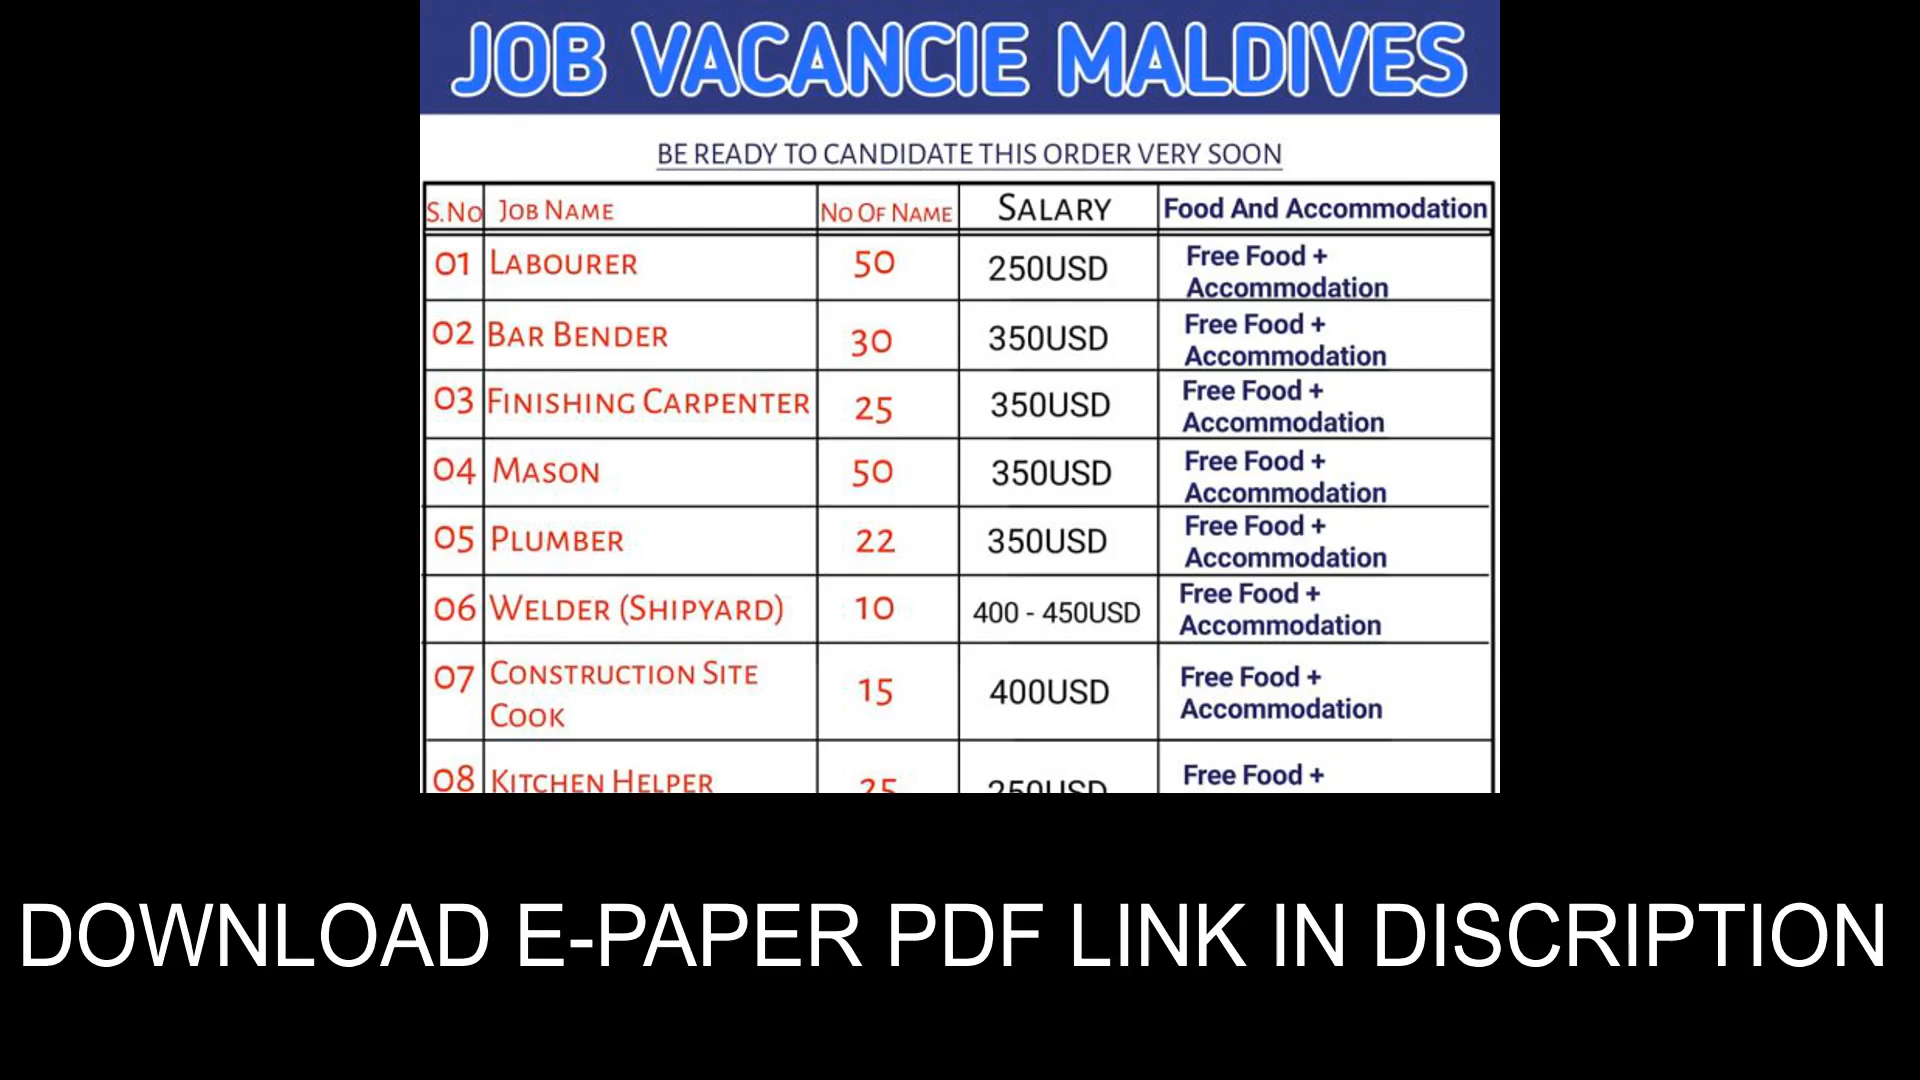 JOB VACANCIE MALDIVES
BE READY TO CANDIDATE THIS ORDER VERY SOON
S.No Job Name No Of Name Salary Food And Accommodation
01 Labourer 50 250USD Free Food + Accommodation
02 Bar Bender 30 350USD Free Food + Accommodation
03 Finishing Carpenter 25 350USD Free Food + Accommodation
04 Mason 50 350USD Free Food + Accommodation
05 Plumber 22 350USD Free Food + Accommodation
06 Welder (Shipyard) 10 400 - 450USD Free Food + Accommodation
07 Construction Site Cook 15 400USD Free Food + Accommodation
08 Kitchen Helper 25 250USD Free Food +
DOWNLOAD E-PAPER PDF LINK IN DISCRIPTION